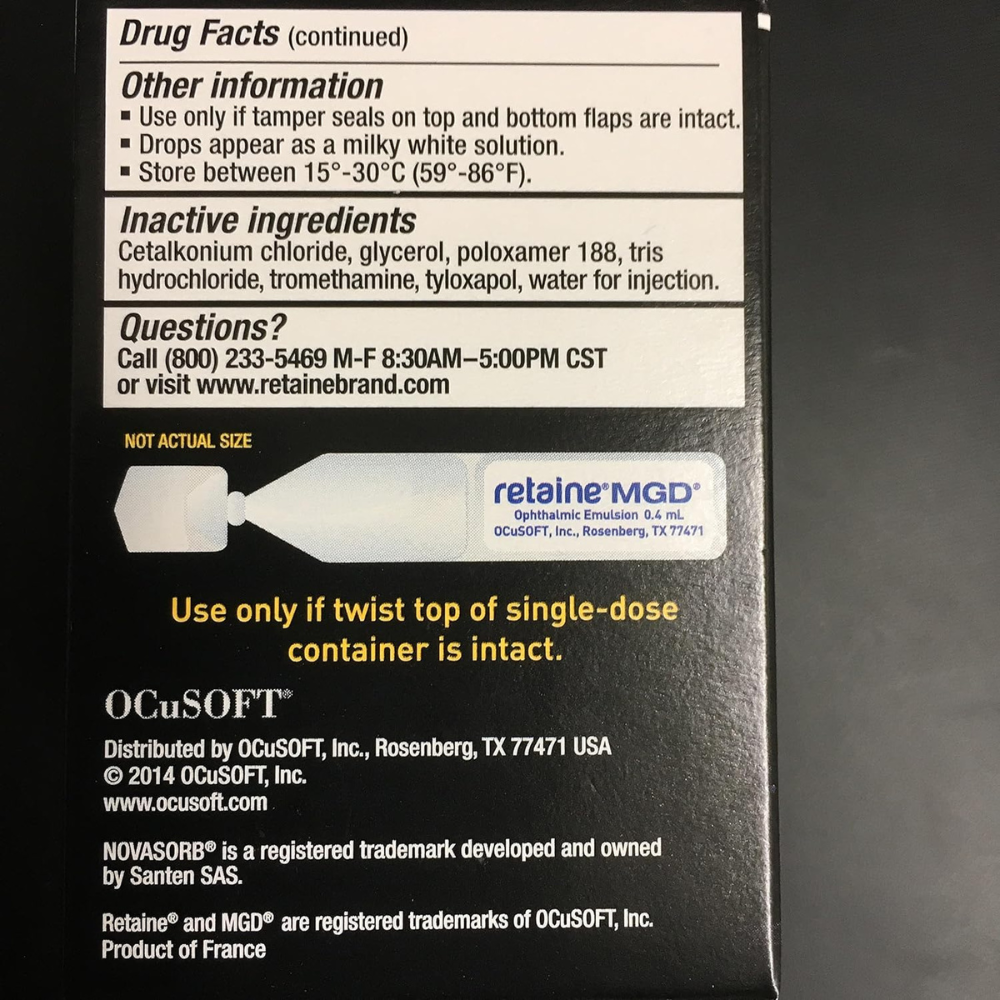 Drug Facts (continued)
Other information
▪ Use only if tamper seals on top and bottom flaps are intact.
▪ Drops appear as a milky white solution.
▪ Store between 15°-30°C (59°-86°F).
Inactive ingredients
Cetalkonium chloride, glycerol, poloxamer 188, tris
hydrochloride, tromethamine, tyloxapol, water for injection.
Questions?
Call (800) 233-5469 M-F 8:30AM–5:00PM CST
or visit www.retainebrand.com
NOT ACTUAL SIZE
retaine® MGD®
Ophthalmic Emulsion 0.4 mL
OCuSOFT, Inc., Rosenberg, TX 77471
Use only if twist top of single-dose
container is intact.
OCuSOFT®
Distributed by OCuSOFT, Inc., Rosenberg, TX 77471 USA
© 2014 OCuSOFT, Inc.
www.ocusoft.com
NOVASORB® is a registered trademark developed and owned
by Santen SAS.
Retaine® and MGD® are registered trademarks of OCuSOFT, Inc.
Product of France